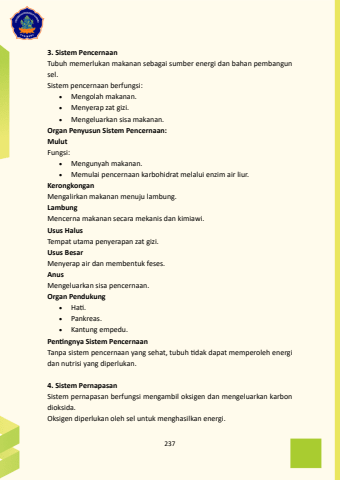 3. Sistem Pencernaan
Tubuh memerlukan makanan sebagai sumber energi dan bahan pembangun
sel.
Sistem pencernaan berfungsi:
• Mengolah makanan.
• Menyerap zat gizi.
• Mengeluarkan sisa makanan.
Organ Penyusun Sistem Pencernaan:
Mulut
Fungsi:
• Mengunyah makanan.
• Memulai pencernaan karbohidrat melalui enzim air liur.
Kerongkongan
Mengalirkan makanan menuju lambung.
Lambung
Mencerna makanan secara mekanis dan kimiawi.
Usus Halus
Tempat utama penyerapan zat gizi.
Usus Besar
Menyerap air dan membentuk feses.
Anus
Mengeluarkan sisa pencernaan.
Organ Pendukung
• Hati.
• Pankreas.
• Kantung empedu.
Pentingnya Sistem Pencernaan
Tanpa sistem pencernaan yang sehat, tubuh tidak dapat memperoleh energi
dan nutrisi yang diperlukan.
4. Sistem Pernapasan
Sistem pernapasan berfungsi mengambil oksigen dan mengeluarkan karbon
dioksida.
Oksigen diperlukan oleh sel untuk menghasilkan energi.
237